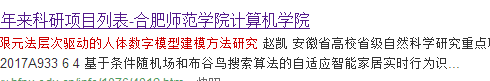 年来科研项目列表-合肥师范学院计算机学院
限元法层次驱动的人体数字模型建模方法研究 赵凯 安徽省高校省级自然科学研究重点项
2017A933 6 4 基于条件随机场和布谷鸟搜索算法的自适应智能家居实时行为识…